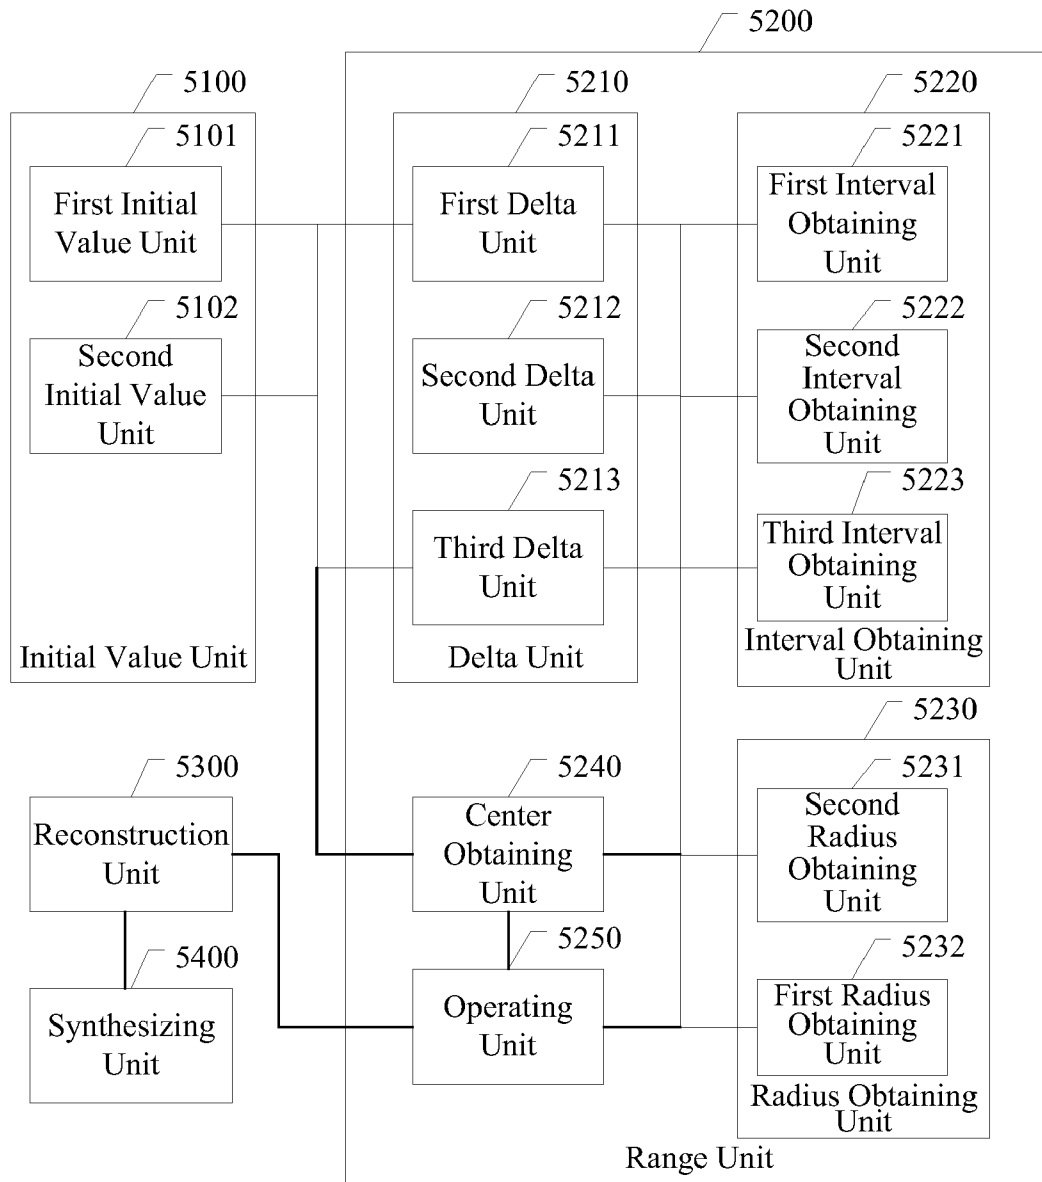 5200
5100
5210
5220
5101
5211
5221
First Initial
Value Unit
First Delta
Unit
First Interval
Obtaining
Unit
5102
5212
5222
Second
Initial Value
Unit
Second Delta
Unit
Second
Interval
Obtaining
Unit
5213
5223
Third Delta
Unit
Third Interval
Obtaining
Unit
Initial Value Unit
Delta Unit
Interval Obtaining
Unit
5230
5300
5240
5231
Reconstruction
Unit
Center
Obtaining
Unit
Second
Radius
Obtaining
Unit
5400
5250
5232
Synthesizing
Unit
Operating
Unit
First Radius
Obtaining
Unit
Radius Obtaining
Unit
Range Unit